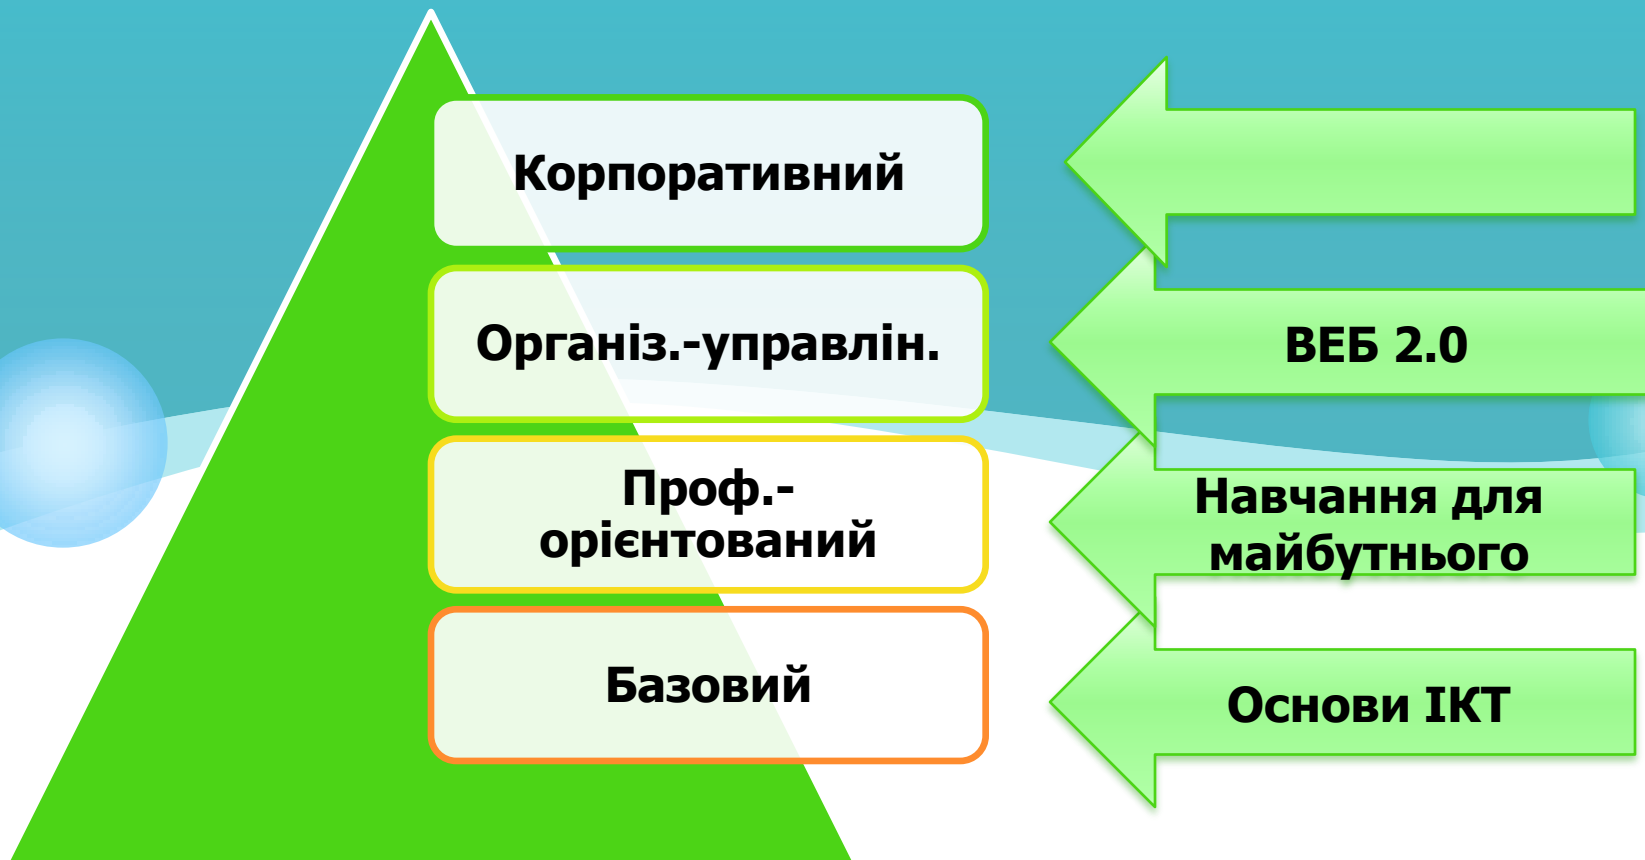 Корпоративний
Організ.-управлін.
ВЕБ 2.0
Проф.-
орієнтований
Навчання для
майбутнього
Базовий
Основи ІКТ